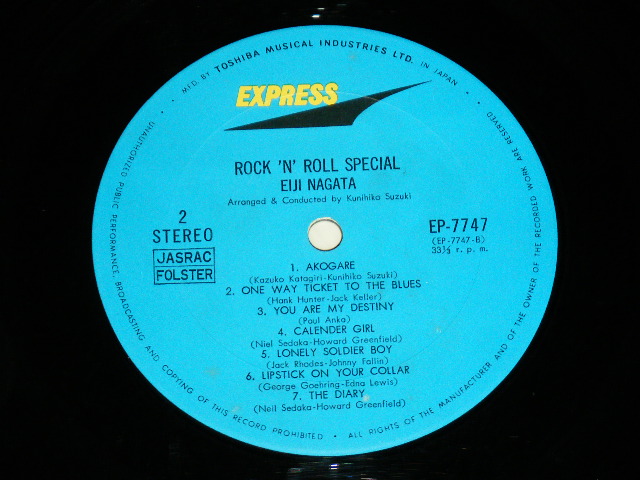 MFD. BY TOSHIBA MUSICAL INDUSTRIES LTD. IN JAPAN
EXPRESS
ROCK 'N' ROLL SPECIAL
EIJI NAGATA
Arranged & Conducted by Kunihika Suzuki
2
STEREO
JASRAC
FOLSTER
EP-7747
(EP-7747-B)
33⅓ r. p. m.
1. AKOGARE
(Kazuko Katagiri-Kunihiko Suzuki)
2. ONE WAY TICKET TO THE BLUES
(Hank Hunter-Jack Keller)
3. YOU ARE MY DESTINY
(Paul Anka)
4. CALENDER GIRL
(Niel Sedaka-Howard Greenfield)
5. LONELY SOLDIER BOY
(Jack Rhodes-Johnny Fallin)
6. LIPSTICK ON YOUR COLLAR
(George Goehring-Edna Lewis)
7. THE DIARY
(Neil Sedaka-Howard Greenfield)
UNAUTHORIZED PUBLIC PERFORMANCE, BROADCASTING AND COPYING OF THIS RECORD PROHIBITED • ALL RIGHTS OF THE MANUFACTURER AND OF THE OWNER OF THE RECORDED WORK ARE RESERVED